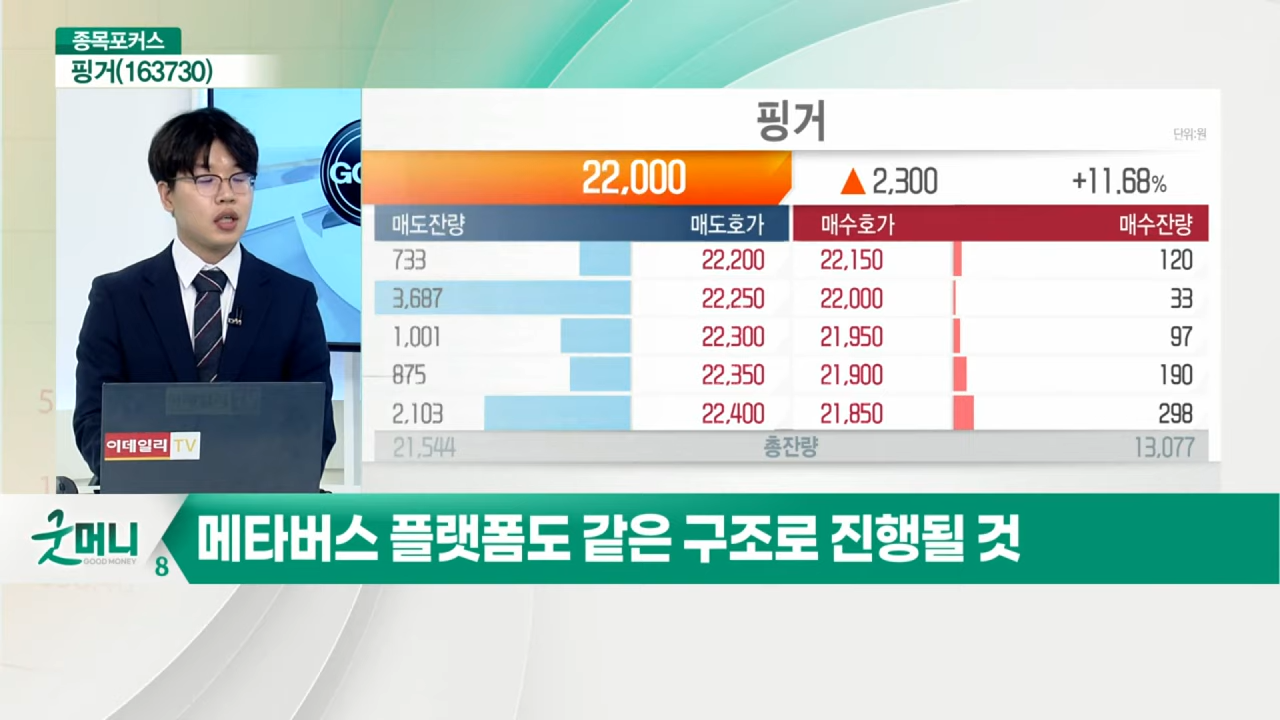 종목포커스
핑거(163730)
핑거
단위:원
22,000 ▲ 2,300 +11.68%
매도잔량 매도호가 매수호가 매수잔량
733 22,200 22,150 120
3,687 22,250 22,000 33
1,001 22,300 21,950 97
875 22,350 21,900 190
2,103 22,400 21,850 298
21,544 총잔량 13,077
GO
이데일리 TV
굿머니
GOOD MONEY
8
메타버스 플랫폼도 같은 구조로 진행될 것
5
1